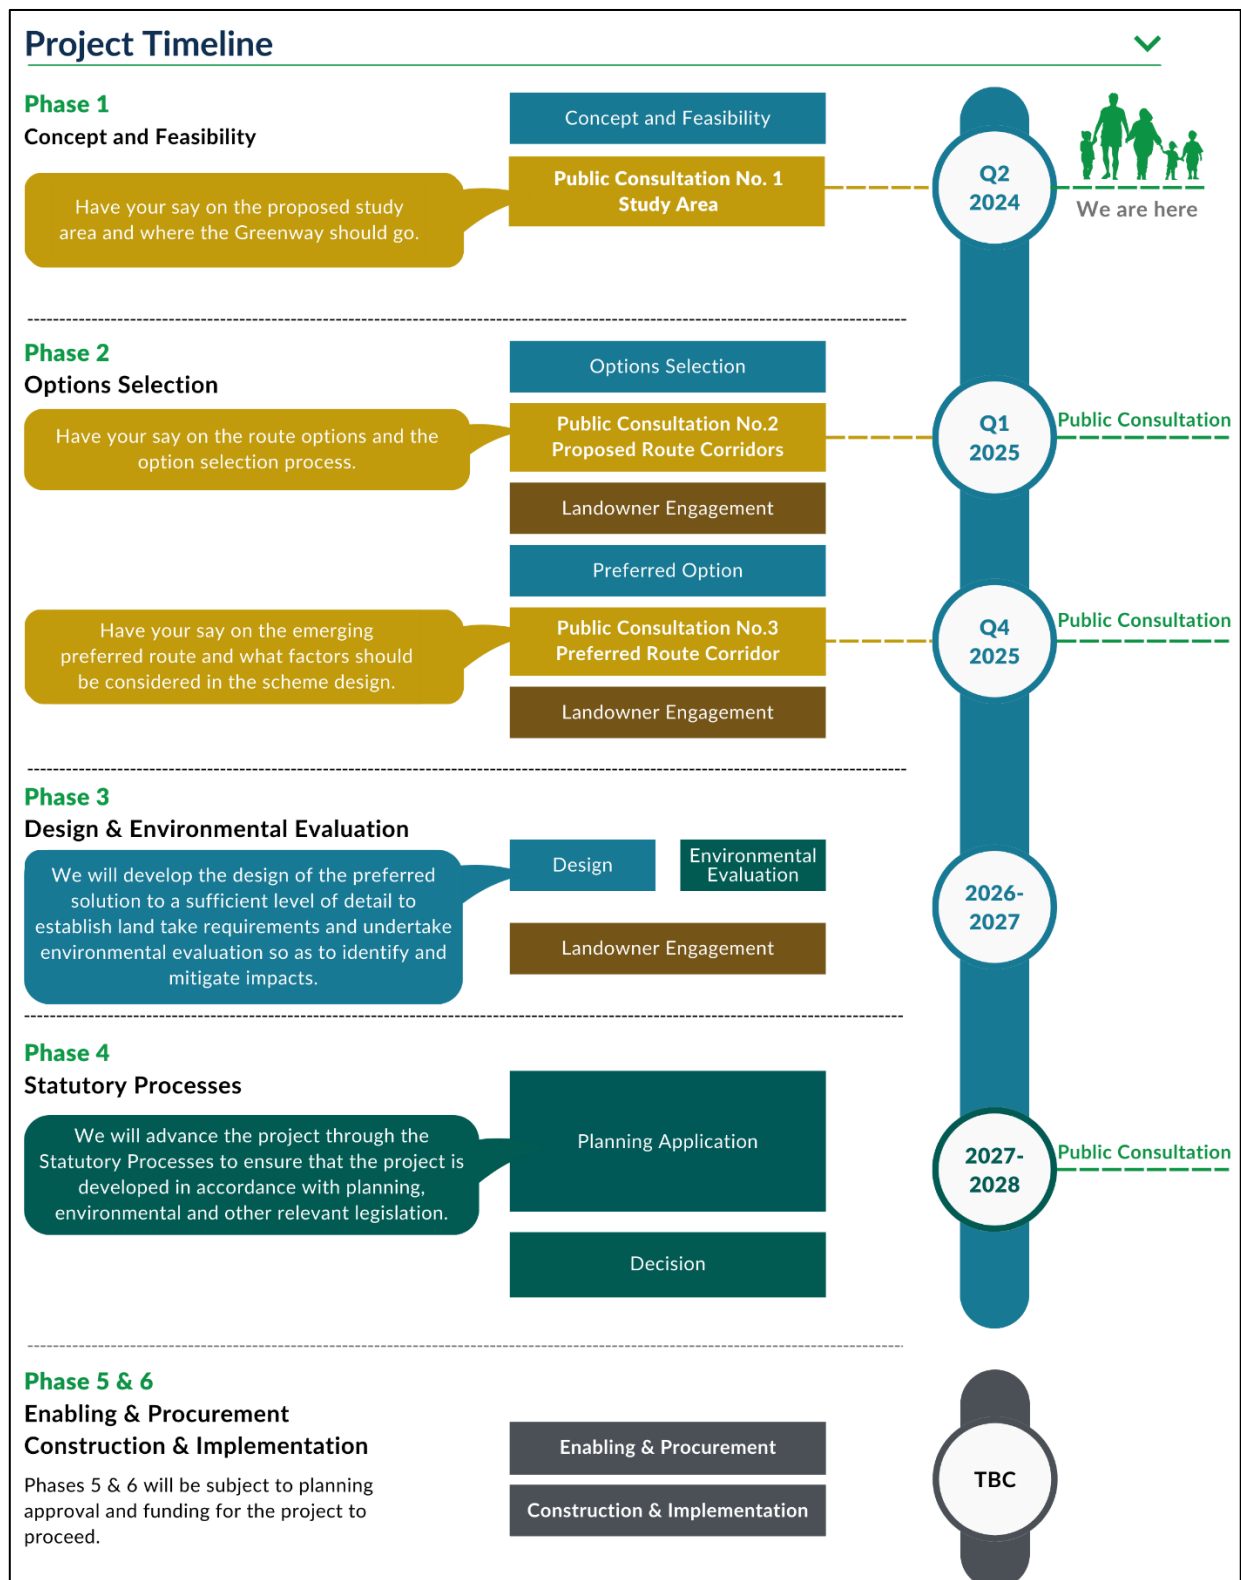 Project Timeline
Phase 1
Concept and Feasibility
Have your say on the proposed study
area and where the Greenway should go.
Concept and Feasibility
Public Consultation No. 1
Study Area
Q2
2024
We are here
Phase 2
Options Selection
Have your say on the route options and the
option selection process.
Options Selection
Public Consultation No.2
Proposed Route Corridors
Q1
2025
Public Consultation
Landowner Engagement
Preferred Option
Have your say on the emerging
preferred route and what factors should
be considered in the scheme design.
Public Consultation No.3
Preferred Route Corridor
Q4
2025
Public Consultation
Landowner Engagement
Phase 3
Design & Environmental Evaluation
We will develop the design of the preferred
solution to a sufficient level of detail to
establish land take requirements and undertake
environmental evaluation so as to identify and
mitigate impacts.
Design
Environmental
Evaluation
Landowner Engagement
2026-
2027
Phase 4
Statutory Processes
We will advance the project through the
Statutory Processes to ensure that the project is
developed in accordance with planning,
environmental and other relevant legislation.
Planning Application
Decision
2027-
2028
Public Consultation
Phase 5 & 6
Enabling & Procurement
Construction & Implementation
Phases 5 & 6 will be subject to planning
approval and funding for the project to
proceed.
Enabling & Procurement
Construction & Implementation
TBC